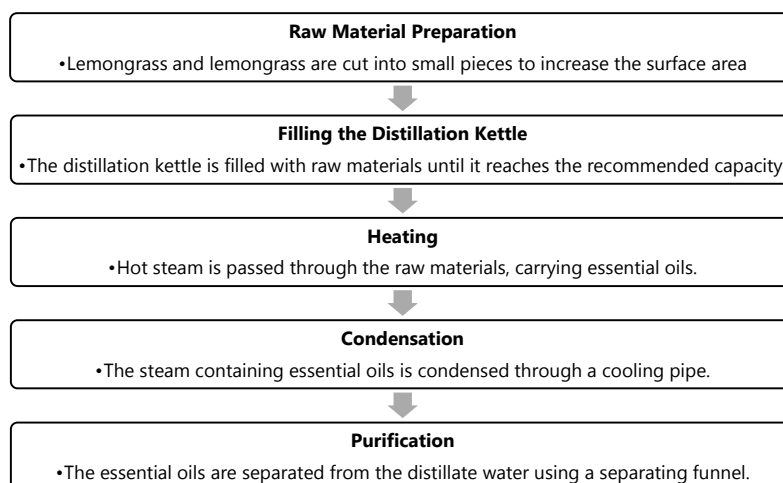 Raw Material Preparation
•Lemongrass and lemongrass are cut into small pieces to increase the surface area
Filling the Distillation Kettle
•The distillation kettle is filled with raw materials until it reaches the recommended capacity
Heating
•Hot steam is passed through the raw materials, carrying essential oils.
Condensation
•The steam containing essential oils is condensed through a cooling pipe.
Purification
•The essential oils are separated from the distillate water using a separating funnel.